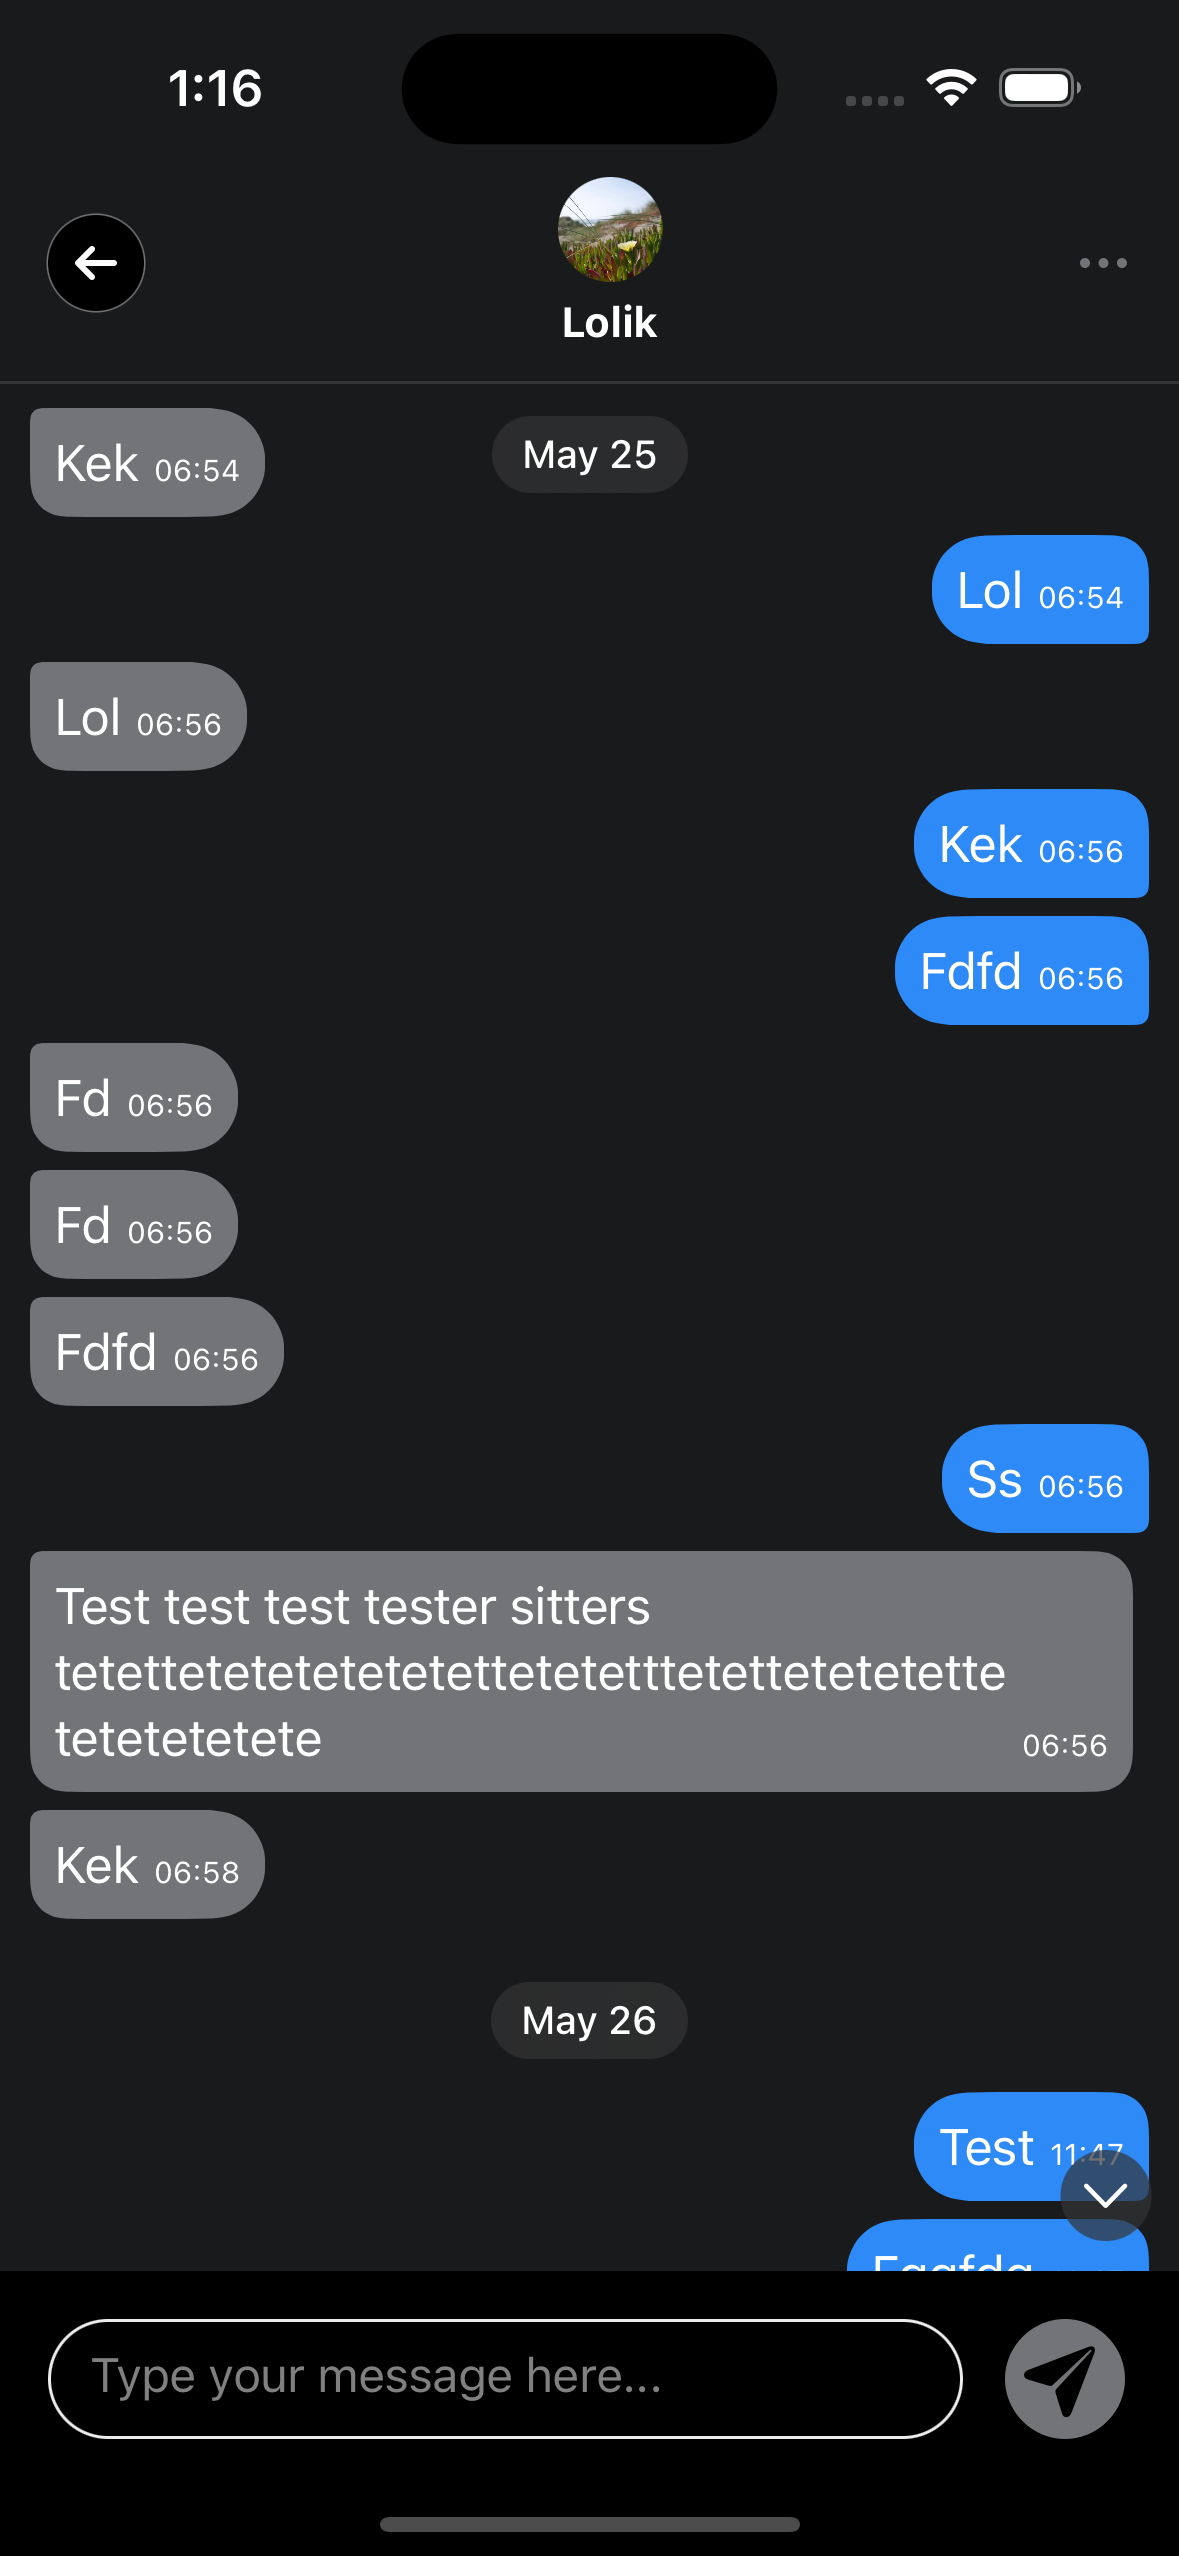 1:16
Lolik
May 25
Kek 06:54
Lol 06:54
Lol 06:56
Kek 06:56
Fdfd 06:56
Fd 06:56
Fd 06:56
Fdfd 06:56
Ss 06:56
Test test test tester sitters
tetettetetetetetetettetetetttetettetetetette
tetetetetete 06:56
Kek 06:58
May 26
Test 11:47
Type your message here...